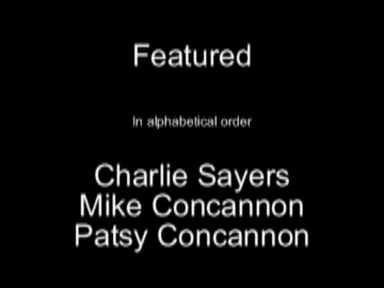 Featured
In alphabetical order
Charlie Sayers
Mike Concannon
Patsy Concannon